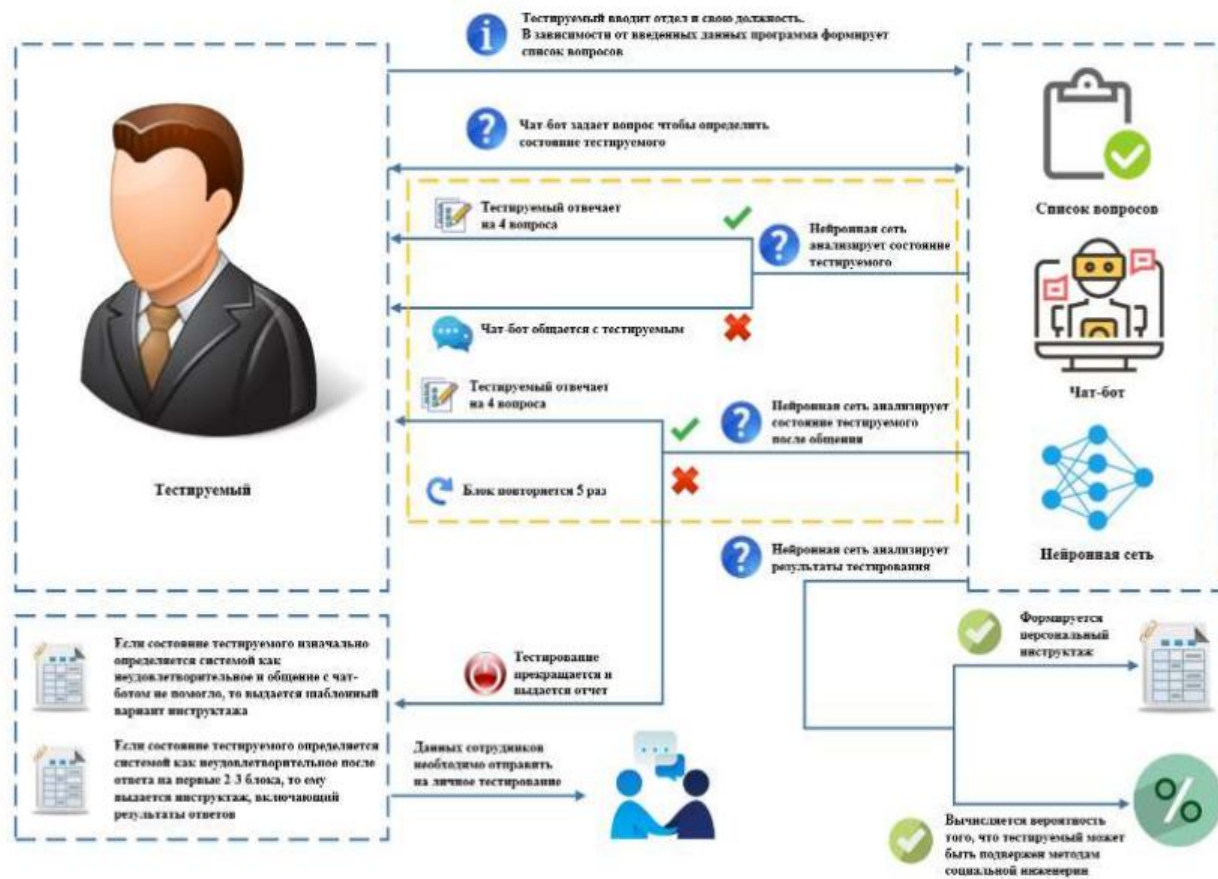 Тестируемый вводит отдел и свою должность.
В зависимости от введенных данных программа формирует
список вопросов
Чат-бот задает вопрос чтобы определить
состояние тестируемого
Тестируемый отвечает
на 4 вопроса
Нейронная сеть
анализирует состояние
тестируемого
Чат-бот общается с тестируемым
Тестируемый отвечает
на 4 вопроса
Нейронная сеть анализирует
состояние тестируемого
после общения
Блок повторяется 5 раз
Тестируемый
Список вопросов
Чат-бот
Нейронная сеть
Нейронная сеть анализирует
результаты тестирования
Формируется
персональный
инструктаж
Тестирование
прекращается и
выдается отчет
Если состояние тестируемого изначально
определяется системой как
неудовлетворительное и общение с чат-
ботом не помогло, то выдается шаблонный
вариант инструктажа
Если состояние тестируемого определяется
системой как неудовлетворительное после
ответа на первые 2-3 блока, то ему
выдается инструктаж, включающий
результаты ответов
Данных сотрудников
необходимо отправить
на личное тестирование
Вычисляется вероятность
того, что тестируемый может
быть подвержен методам
социальной инженерии